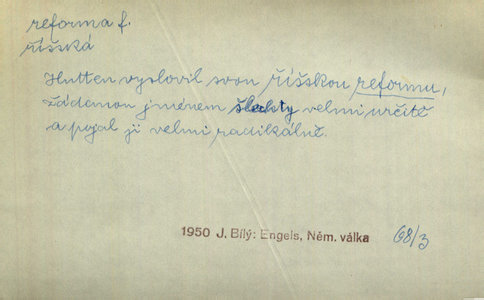 reforma f.
říšská
Hutten vyslovil svou říšskou reformu,
žádanou jménem šlechty velmi určitě
a pojal ji velmi radikálně.
1950 J. Bílý: Engels, Něm. válka 68/3